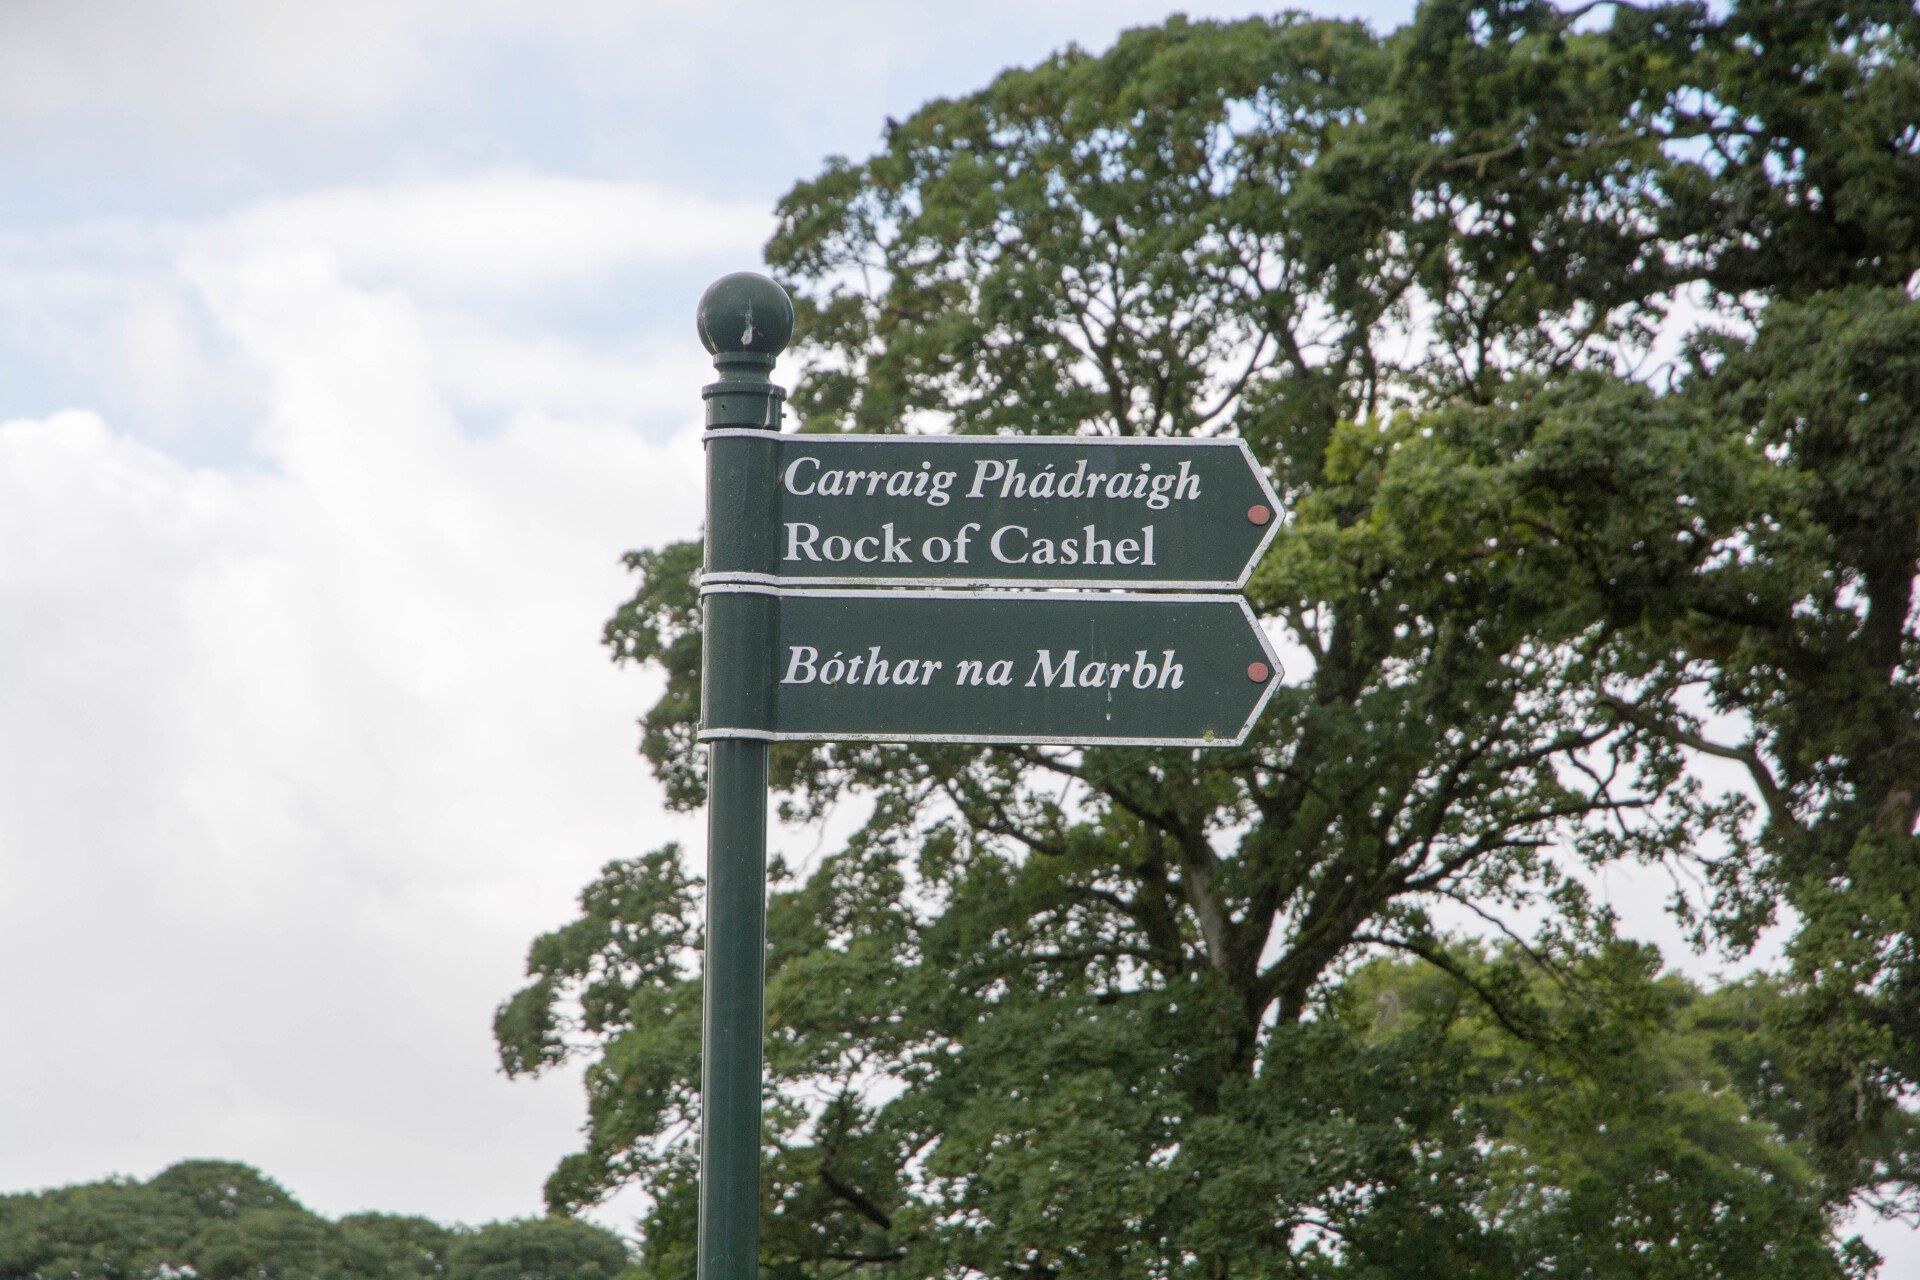 Carraig Phádraigh
Rock of Cashel
Bóthar na Marbh